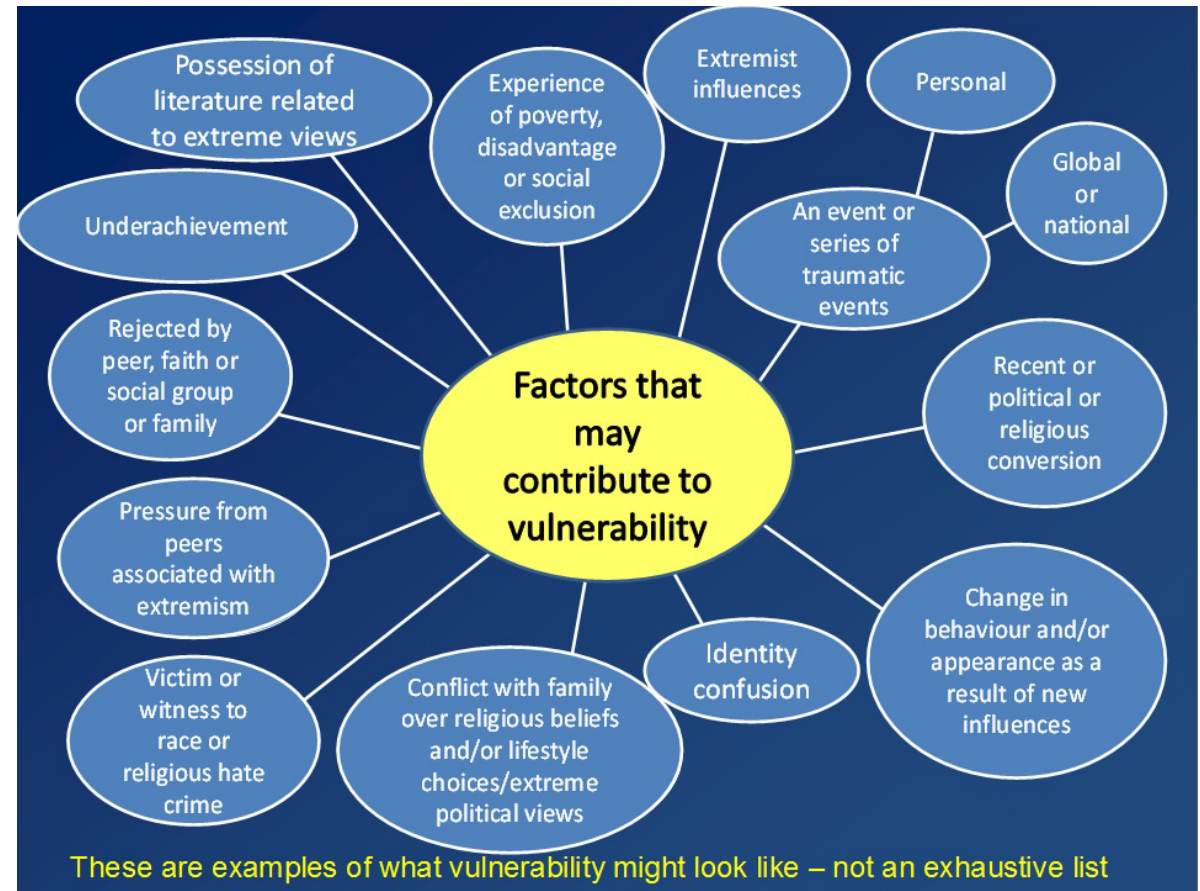 Possession of
literature related
to extreme views
Experience
of poverty,
disadvantage
or social
exclusion
Extremist
influences
Personal
Global
or
national
An event or
series of
traumatic
events
Underachievement
Rejected by
peer, faith or
social group
or family
Factors that
may
contribute to
vulnerability
Recent or
political or
religious
conversion
Pressure from
peers
associated with
extremism
Change in
behaviour and/or
appearance as a
result of new
influences
Identity
confusion
Conflict with family
over religious beliefs
and/or lifestyle
choices/extreme
political views
Victim or
witness to
race or
religious hate
crime
These are examples of what vulnerability might look like – not an exhaustive list